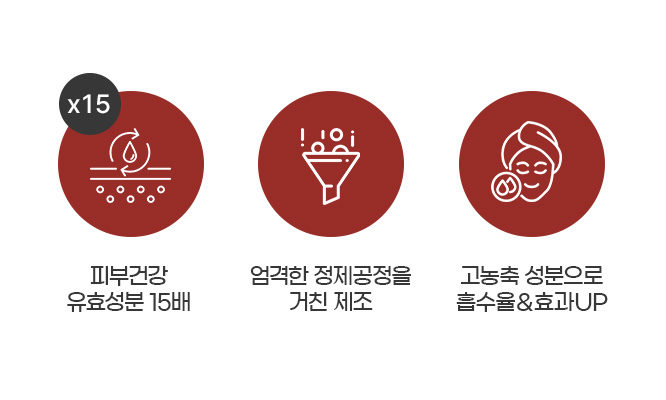 x15
피부건강
유효성분 15배
엄격한 정제공정을
거친 제조
고농축 성분으로
흡수율&효과UP